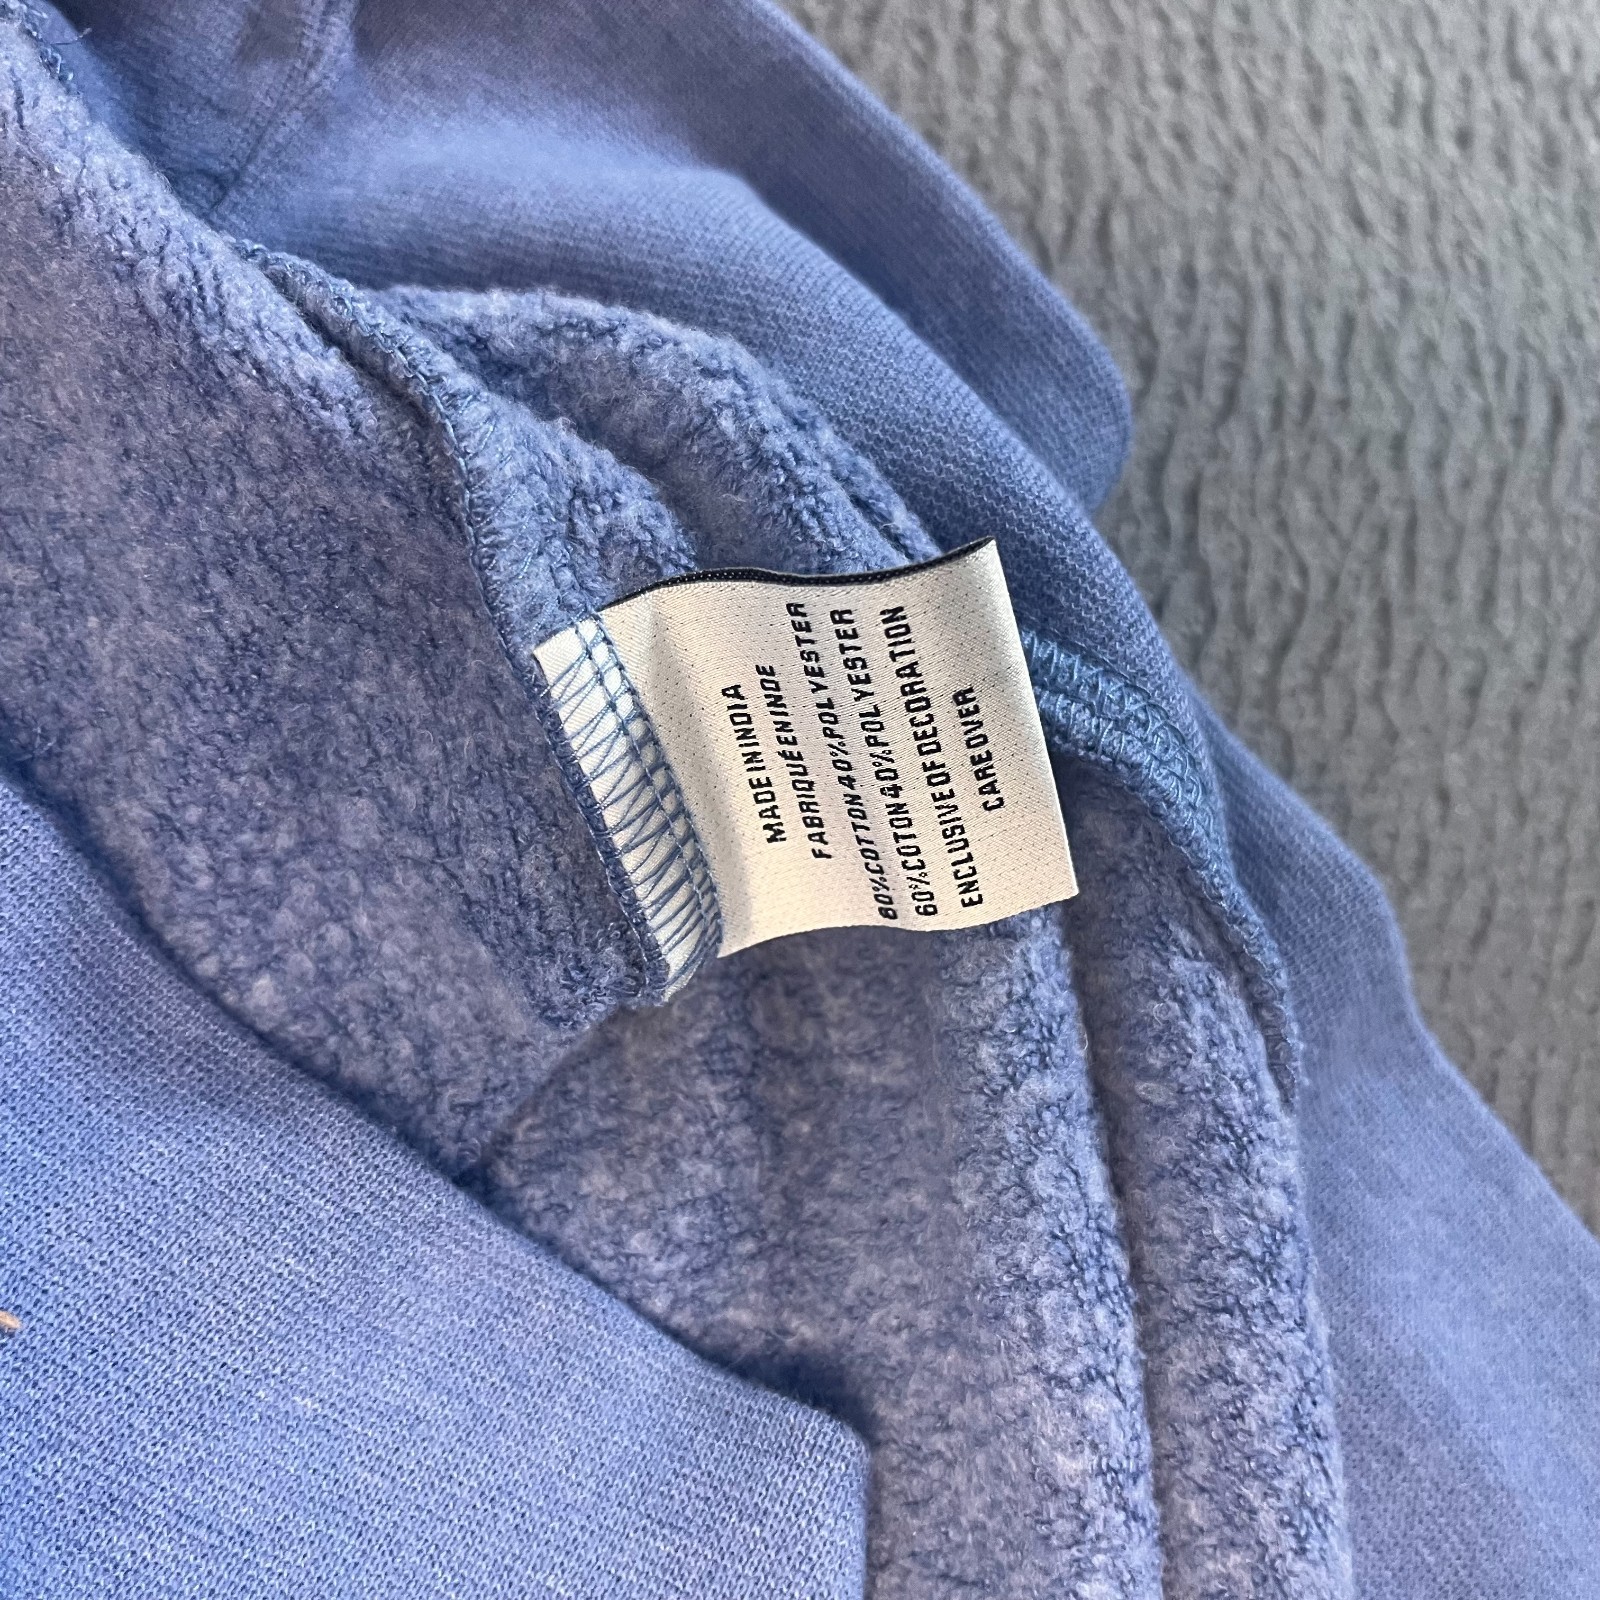 MADE IN INDIA
FABRIQUÉ EN INDE
60% COTTON 40% POLYESTER
60% COTON 40% POLYESTER
EXCLUSIVE OF DECORATION
CARE OVER